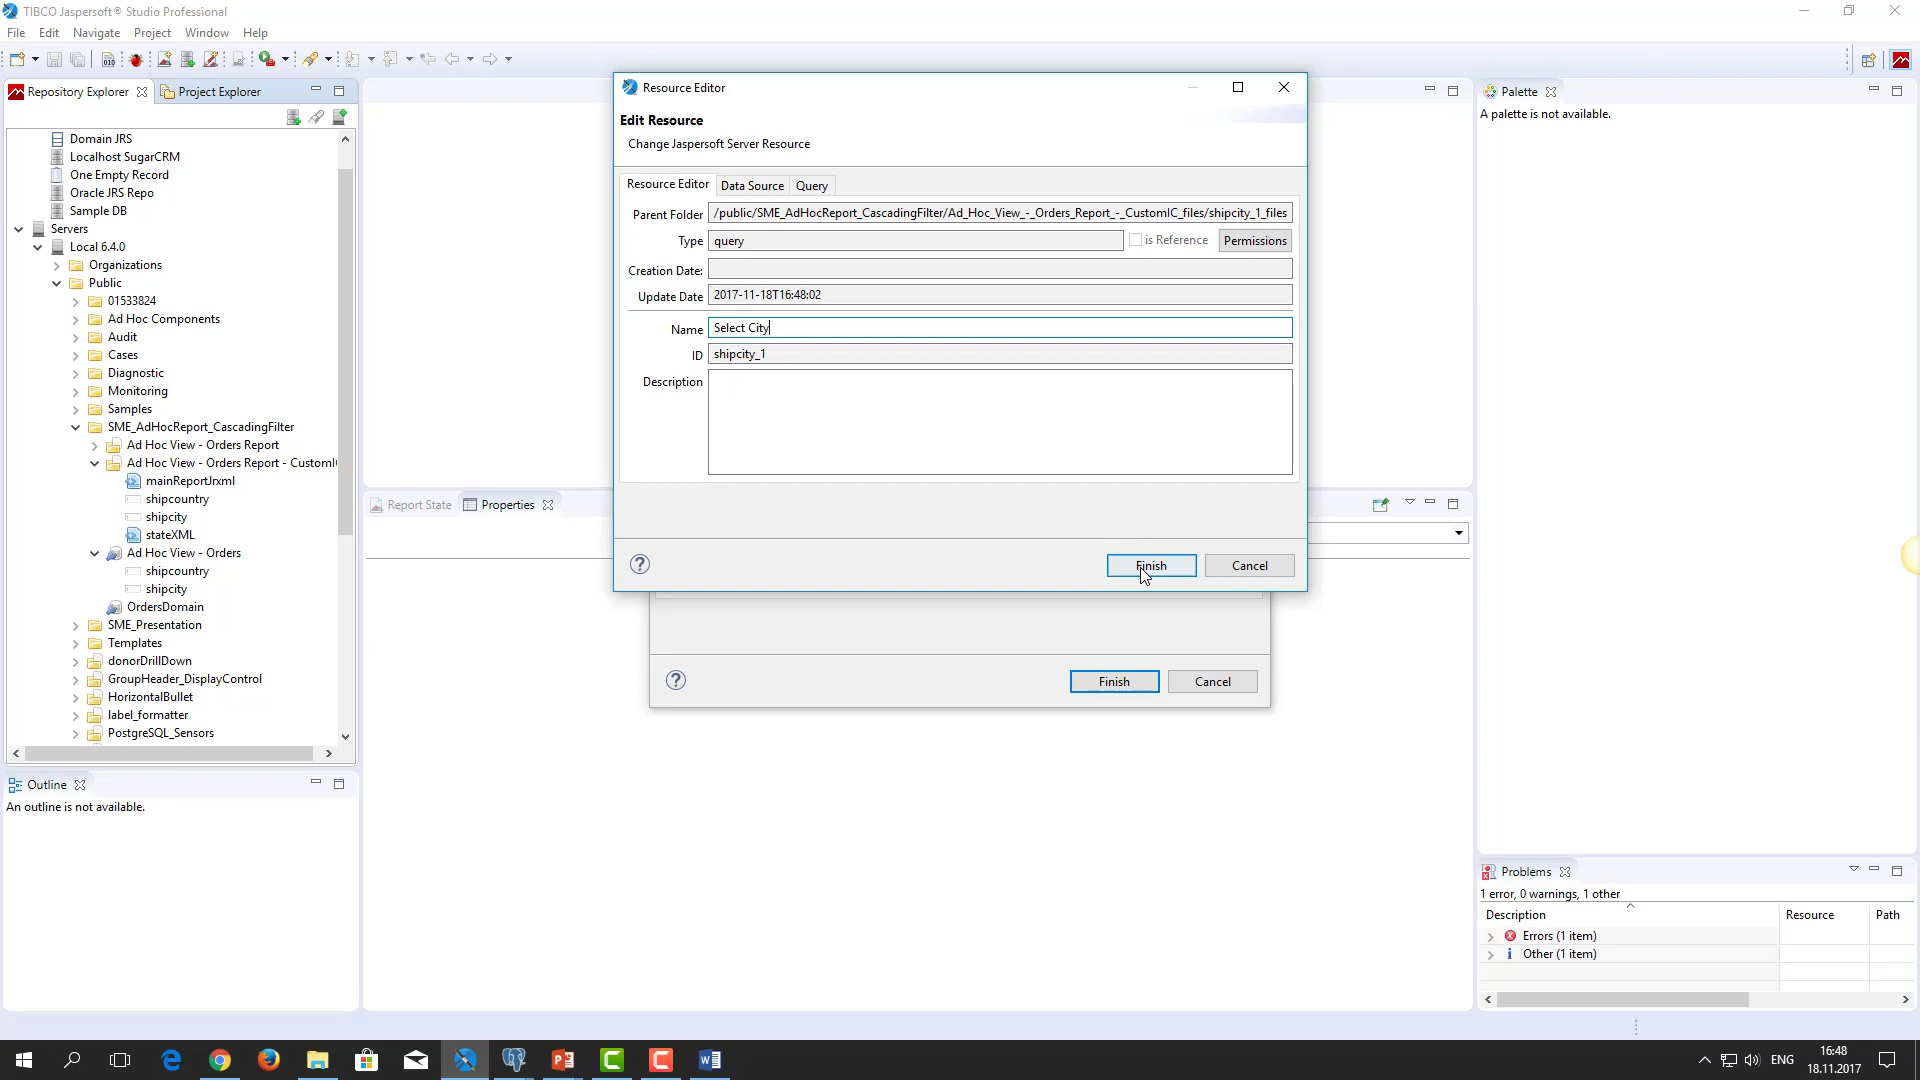 TIBCO Jaspersoft® Studio Professional
File Edit Navigate Project Window Help
Repository Explorer Project Explorer
Domain JRS
Localhost SugarCRM
One Empty Record
Oracle JRS Repo
Sample DB
Servers
Local 6.4.0
Organizations
Public
01533824
Ad Hoc Components
Audit
Cases
Diagnostic
Monitoring
Samples
SME_AdHocReport_CascadingFilter
Ad Hoc View - Orders Report
Ad Hoc View - Orders Report - CustomI
mainReportJrxml
shipcountry
shipcity
stateXML
Ad Hoc View - Orders
shipcountry
shipcity
OrdersDomain
SME_Presentation
Templates
donorDrillDown
GroupHeader_DisplayControl
HorizontalBullet
label_formatter
PostgreSQL_Sensors
Outline
An outline is not available.
Resource Editor
Edit Resource
Change Jaspersoft Server Resource
Resource Editor Data Source Query
Parent Folder /public/SME_AdHocReport_CascadingFilter/Ad_Hoc_View_-_Orders_Report_-_CustomIC_files/shipcity_1_files
Type query is Reference Permissions
Creation Date:
Update Date 2017-11-18T16:48:02
Name Select City
ID shipcity_1
Description
Finish Cancel
Finish Cancel
Report State Properties
Palette
A palette is not available.
Problems
1 error, 0 warnings, 1 other
Description Resource Path
Errors (1 item)
Other (1 item)
ENG
16:48
18.11.2017